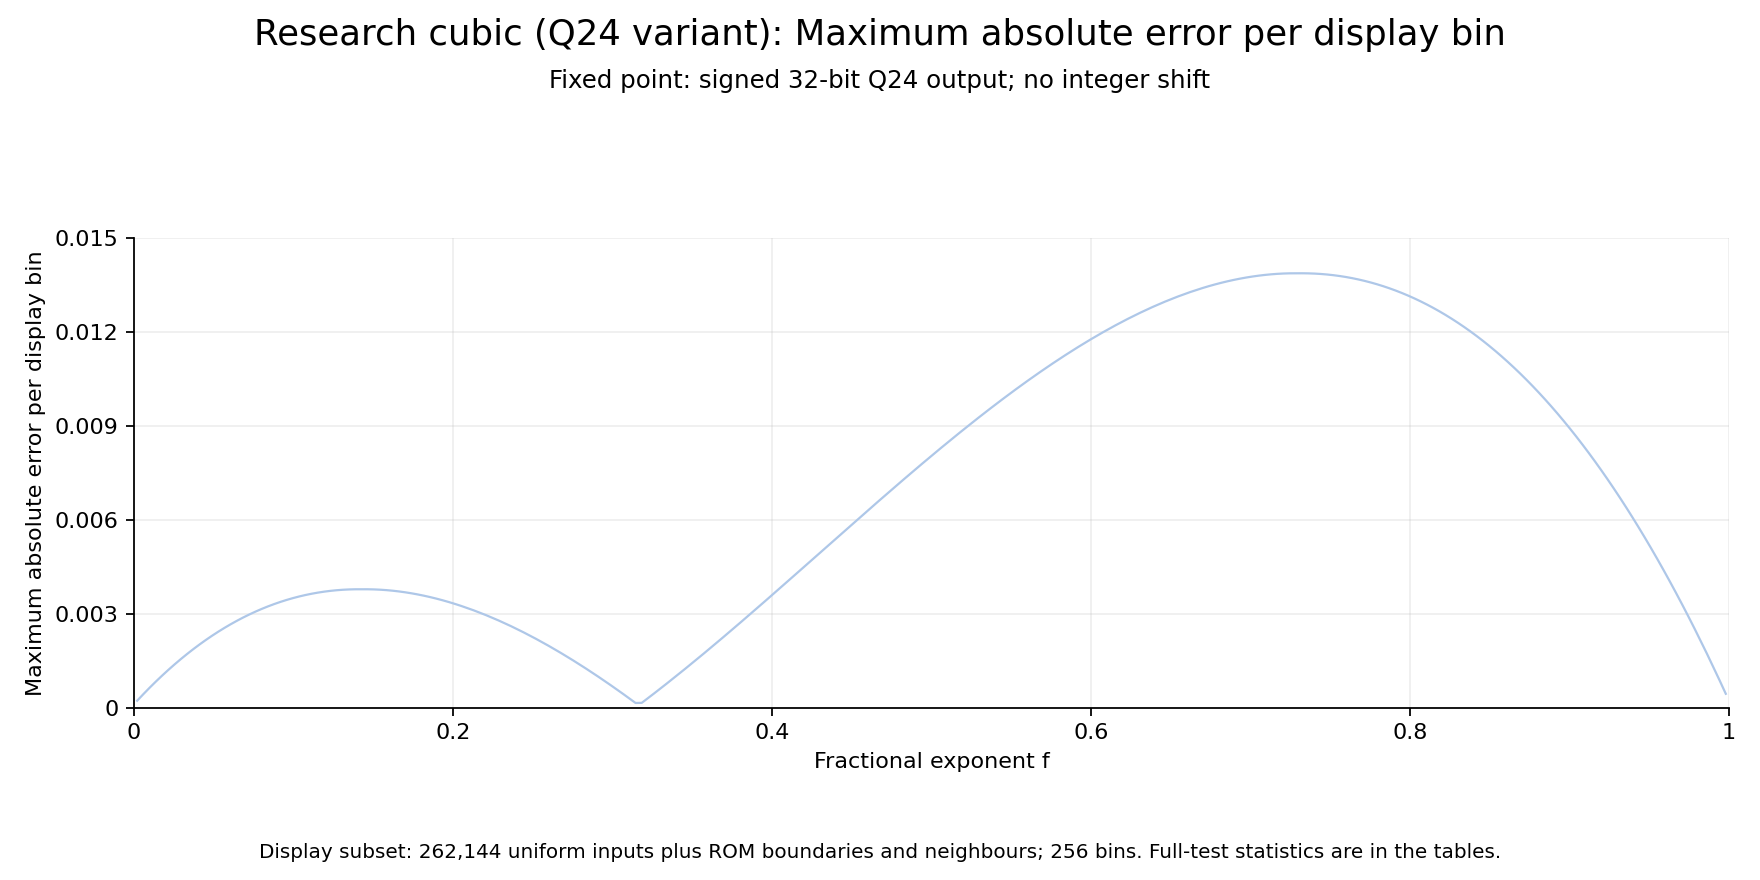 Research cubic (Q24 variant): Maximum absolute error per display bin
Fixed point: signed 32-bit Q24 output; no integer shift
Maximum absolute error per display bin
0.015
0.012
0.009
0.006
0.003
0
0 0.2 0.4 0.6 0.8 1
Fractional exponent f
Display subset: 262,144 uniform inputs plus ROM boundaries and neighbours; 256 bins. Full-test statistics are in the tables.